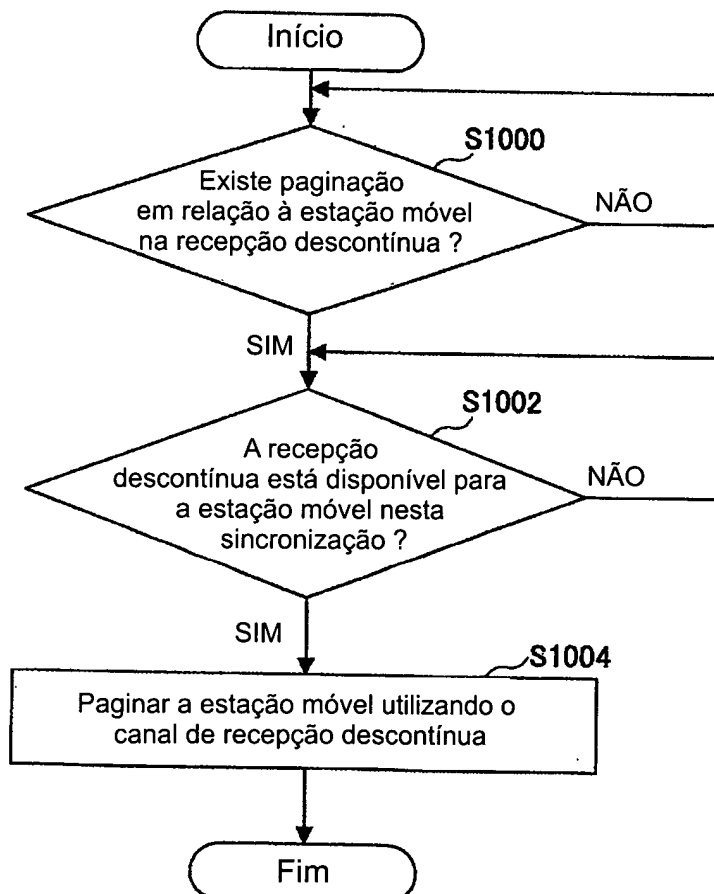 Início
S1000
Existe paginação
em relação à estação móvel
na recepção descontínua ?
NÃO
SIM
S1002
A recepção
descontínua está disponível para
a estação móvel nesta
sincronização ?
NÃO
SIM
S1004
Paginar a estação móvel utilizando o
canal de recepção descontínua
Fim